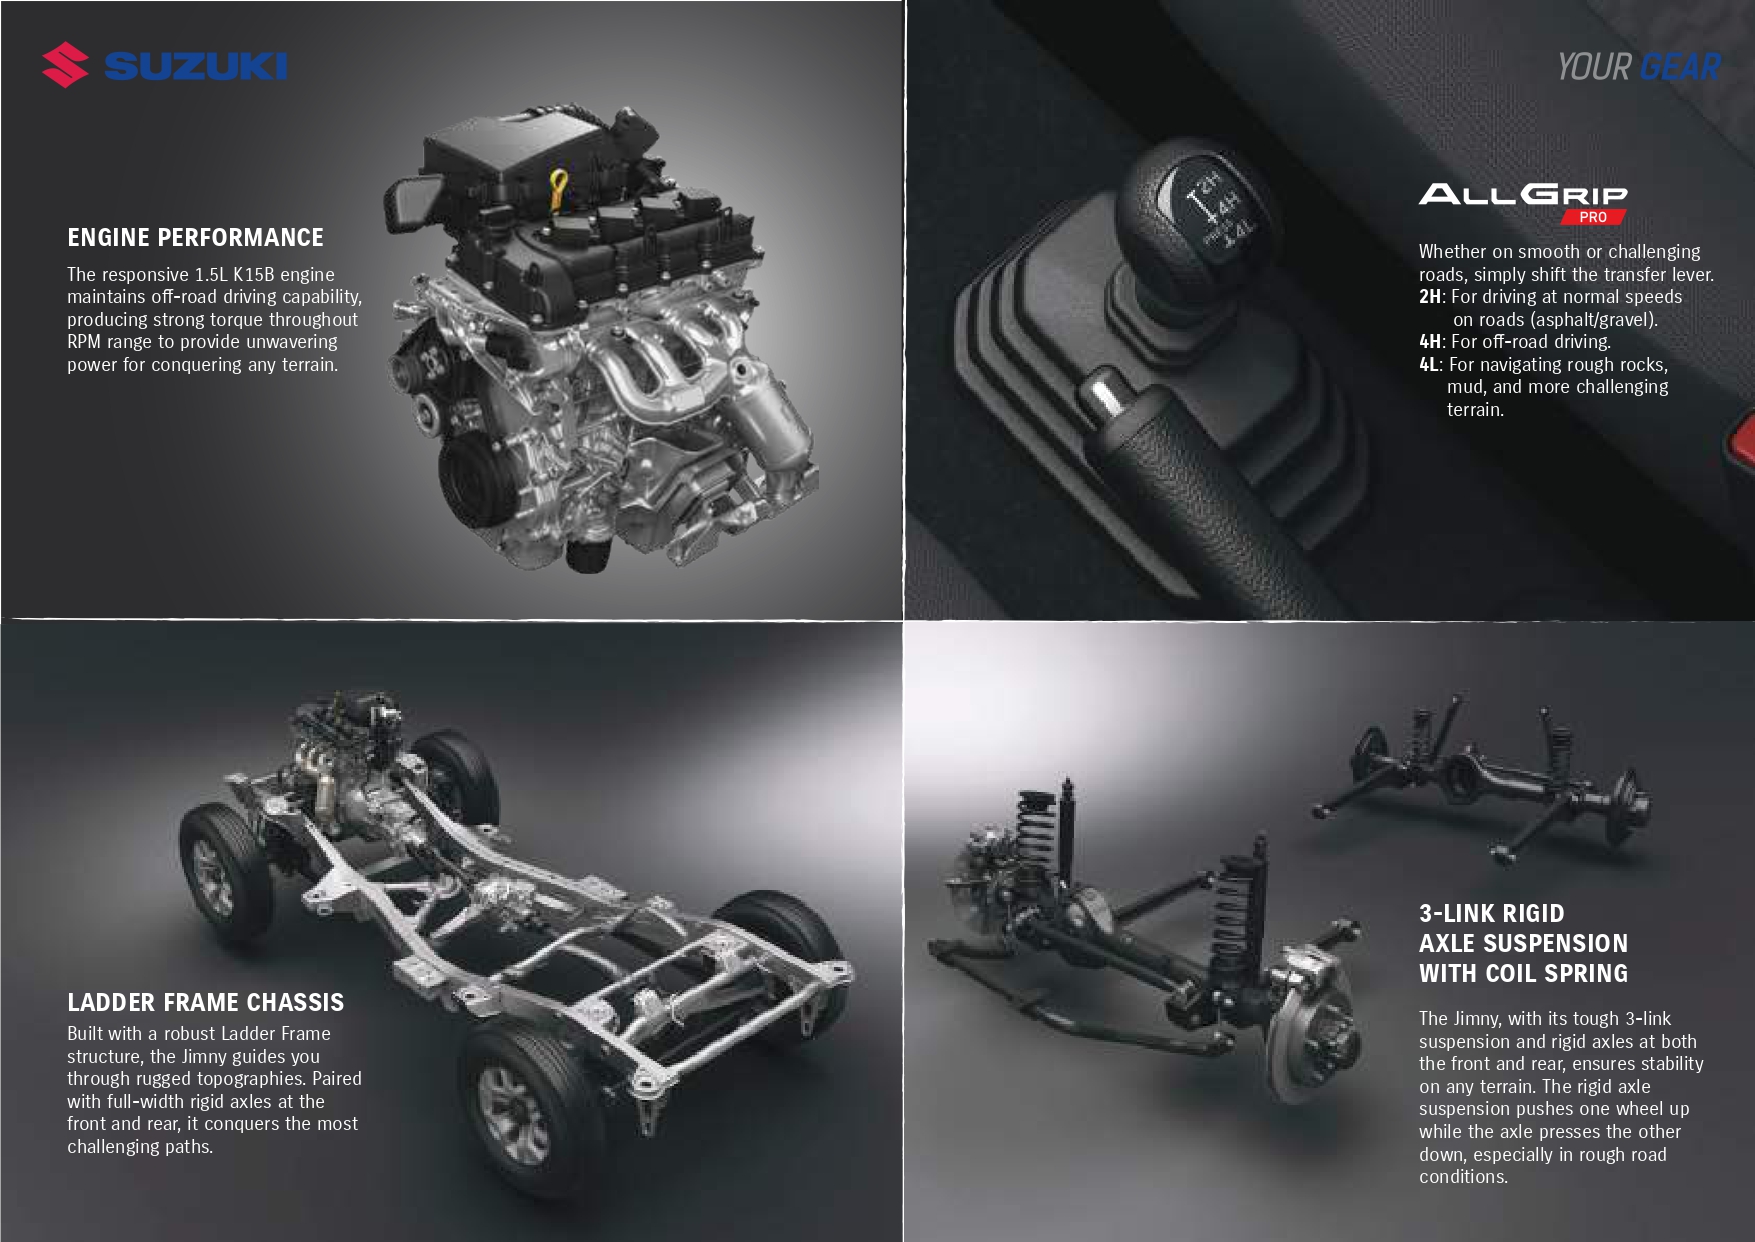 SUZUKI
YOUR GEAR
ENGINE PERFORMANCE
The responsive 1.5L K15B engine
maintains off-road driving capability,
producing strong torque throughout
RPM range to provide unwavering
power for conquering any terrain.
2H
4H
4L
ALLGRIP
PRO
Whether on smooth or challenging
roads, simply shift the transfer lever.
2H: For driving at normal speeds
on roads (asphalt/gravel).
4H: For off-road driving.
4L: For navigating rough rocks,
mud, and more challenging
terrain.
LADDER FRAME CHASSIS
Built with a robust Ladder Frame
structure, the Jimny guides you
through rugged topographies. Paired
with full-width rigid axles at the
front and rear, it conquers the most
challenging paths.
3-LINK RIGID
AXLE SUSPENSION
WITH COIL SPRING
The Jimny, with its tough 3-link
suspension and rigid axles at both
the front and rear, ensures stability
on any terrain. The rigid axle
suspension pushes one wheel up
while the axle presses the other
down, especially in rough road
conditions.